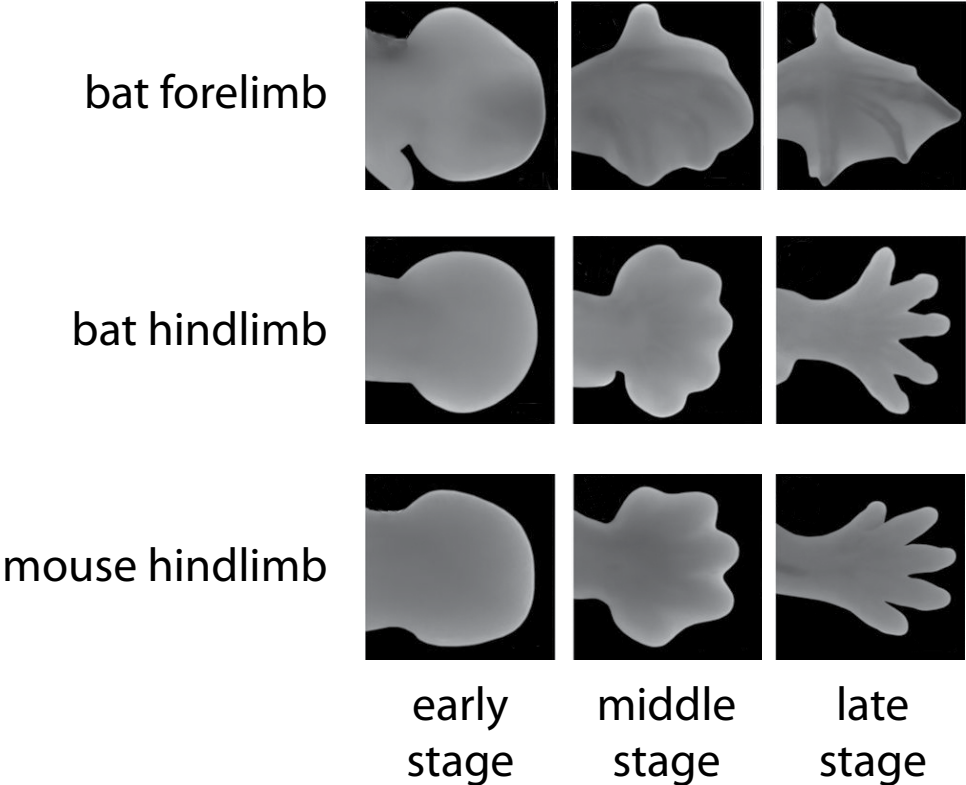 bat forelimb
bat hindlimb
mouse hindlimb
early
stage
middle
stage
late
stage